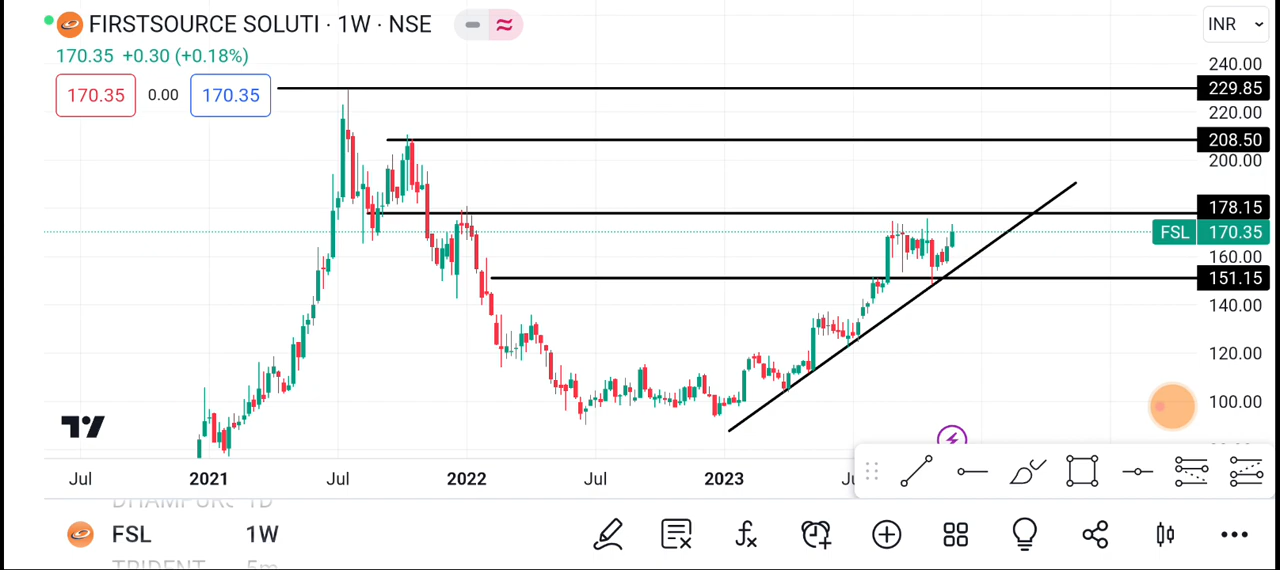 FIRSTSOURCE SOLUTI · 1W · NSE
INR
170.35 +0.30 (+0.18%)
170.35 0.00 170.35
240.00
229.85
220.00
208.50
200.00
178.15
FSL 170.35
160.00
151.15
140.00
120.00
100.00
Jul 2021 Jul 2022 Jul 2023
FSL 1W
TRIDENT 5m